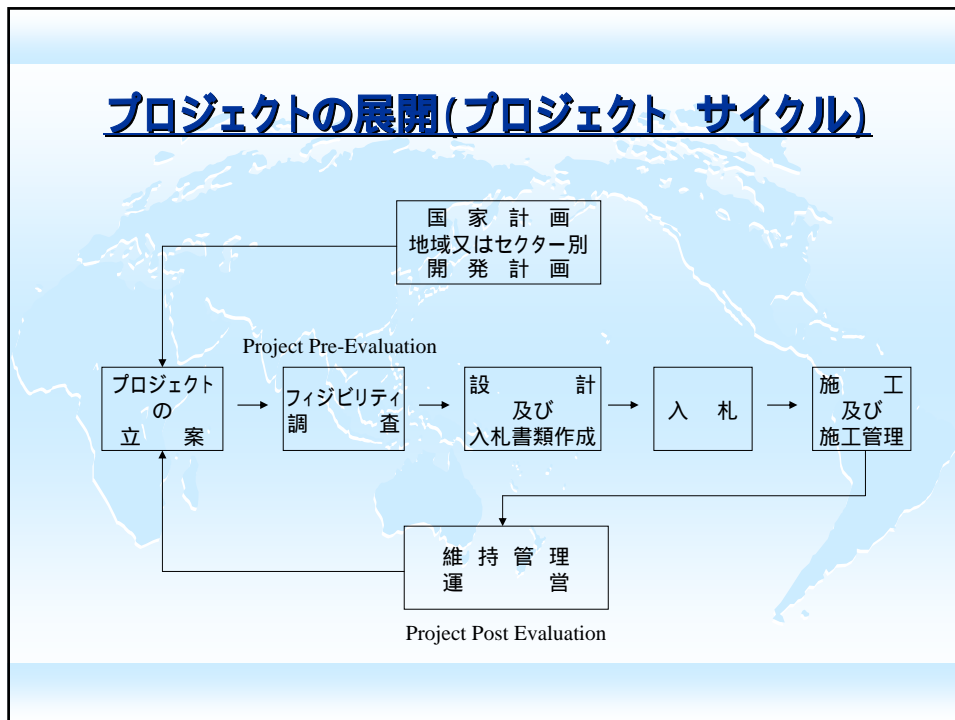 プロジェクトの展開(プロジェクト　サイクル)
国　家　計　画
地域又はセクター別
開　発　計　画
Project Pre-Evaluation
プロジェクト
の
立　　案
フィジビリティ
調　　　査
設　　　計
及び
入札書類作成
入　札
施　　工
及び
施工管理
維 持 管 理
運　　　営
Project Post Evaluation